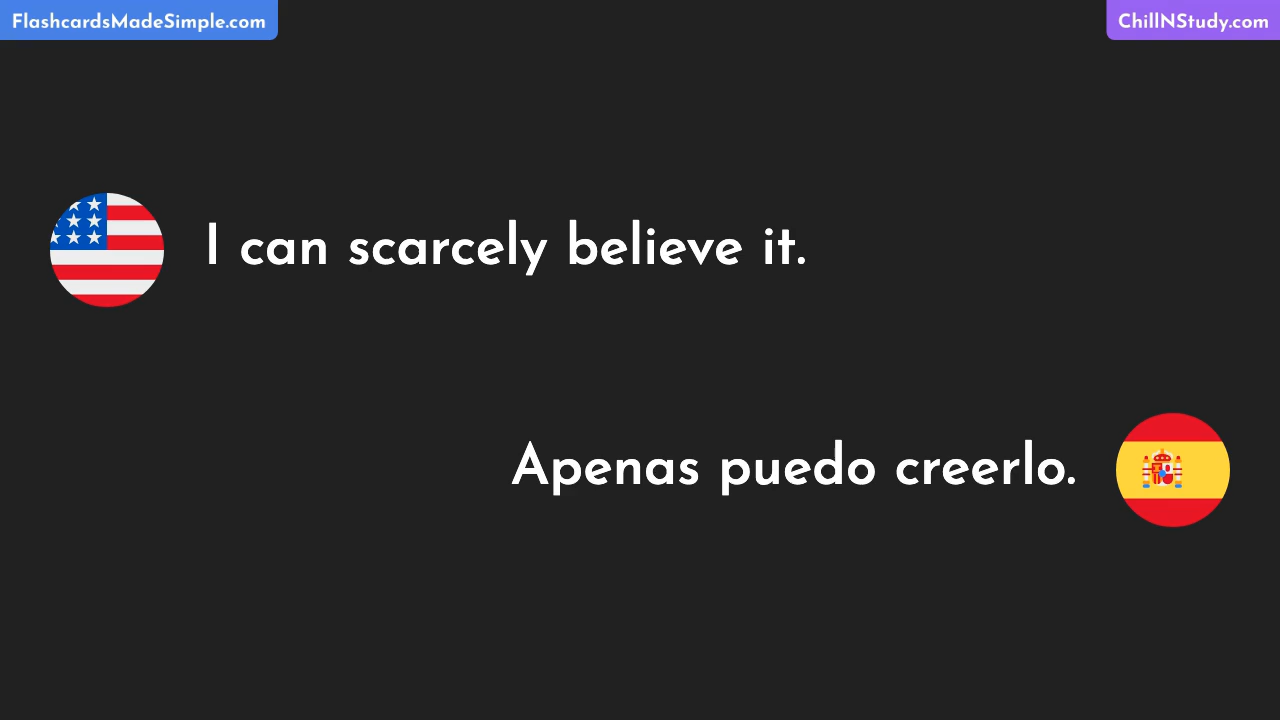 FlashcardsMadeSimple.com
ChillNStudy.com
I can scarcely believe it.
Apenas puedo creerlo.